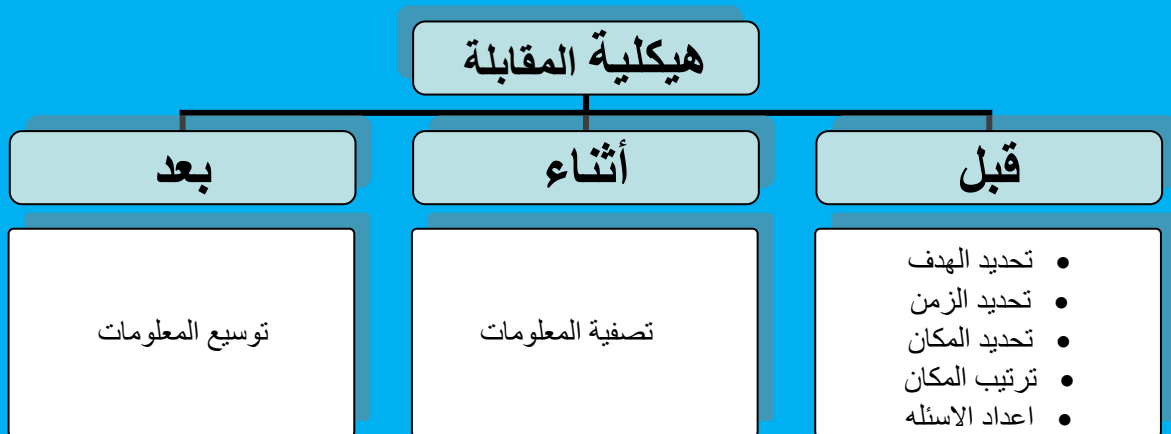 هيكلية المقابلة
قبل
أثناء
بعد
• تحديد الهدف
• تحديد الزمن
• تحديد المكان
• ترتيب المكان
• اعداد الاسئله
تصفية المعلومات
توسيع المعلومات